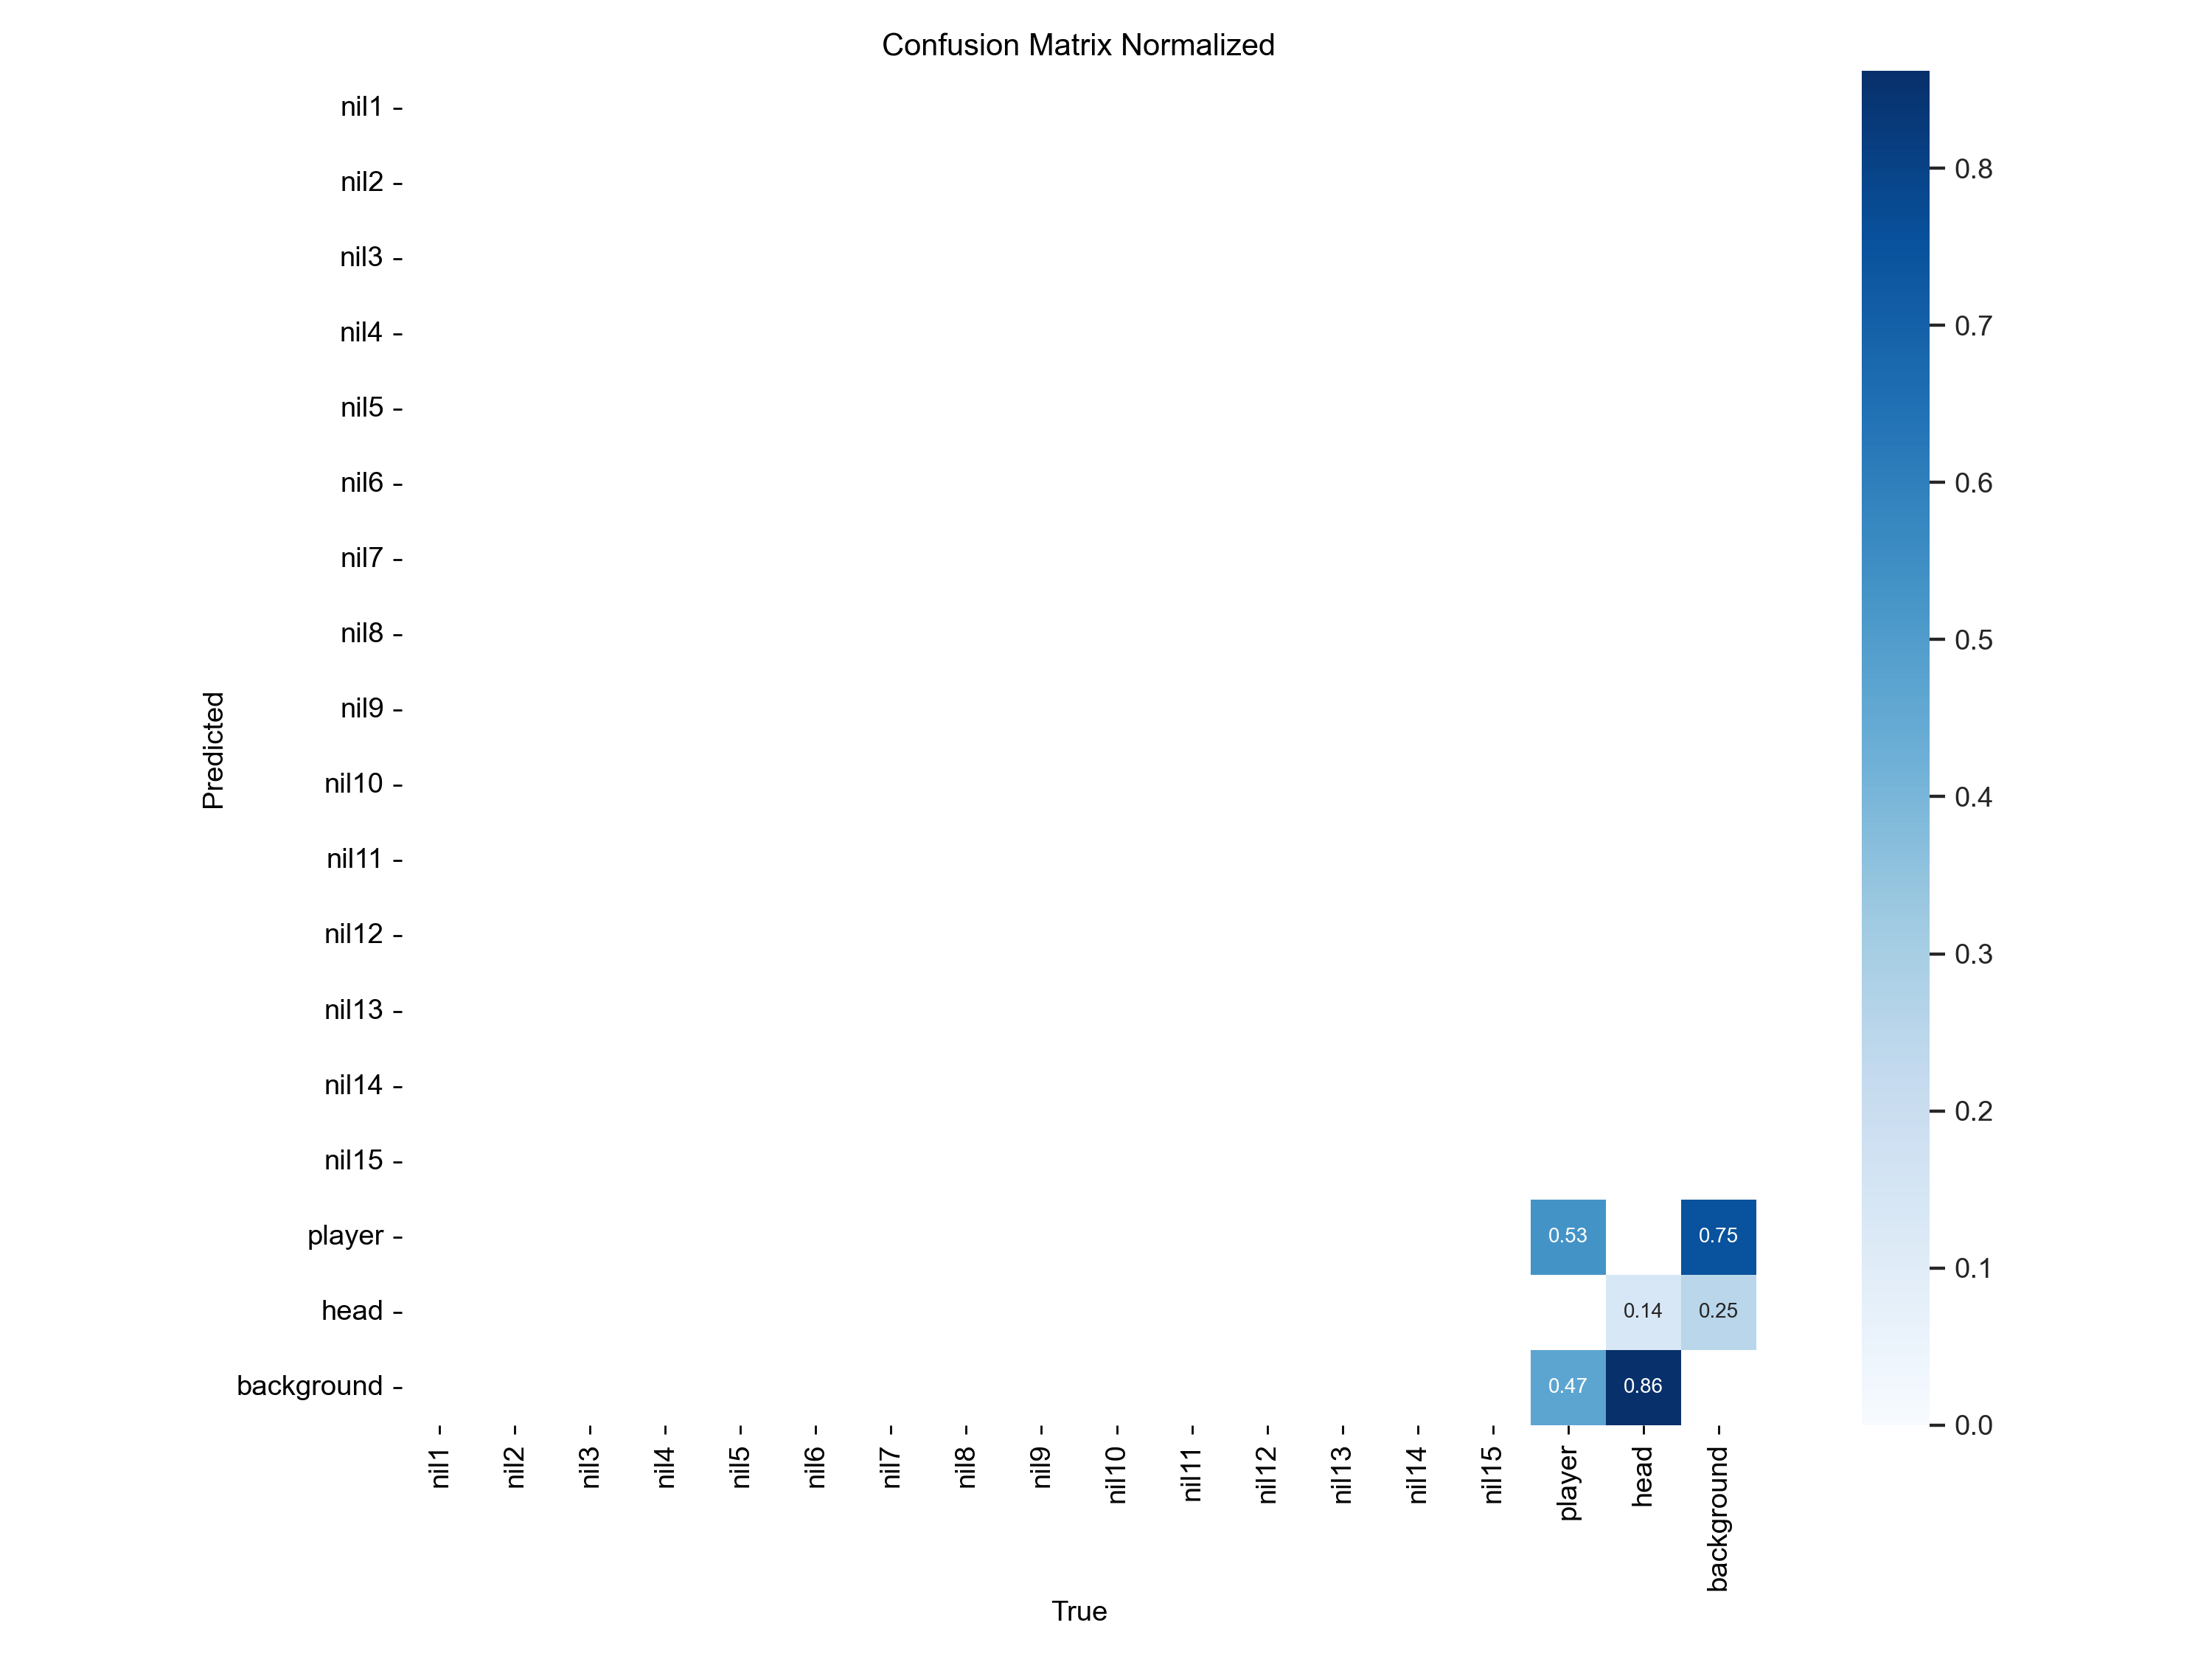 Confusion Matrix Normalized
nil1
nil2
nil3
nil4
nil5
nil6
nil7
nil8
nil9
nil10
nil11
nil12
nil13
nil14
nil15
player
head
background
Predicted
0.53
0.75
0.14
0.25
0.47
0.86
nil1
nil2
nil3
nil4
nil5
nil6
nil7
nil8
nil9
nil10
nil11
nil12
nil13
nil14
nil15
player
head
background
True
0.8
0.7
0.6
0.5
0.4
0.3
0.2
0.1
0.0